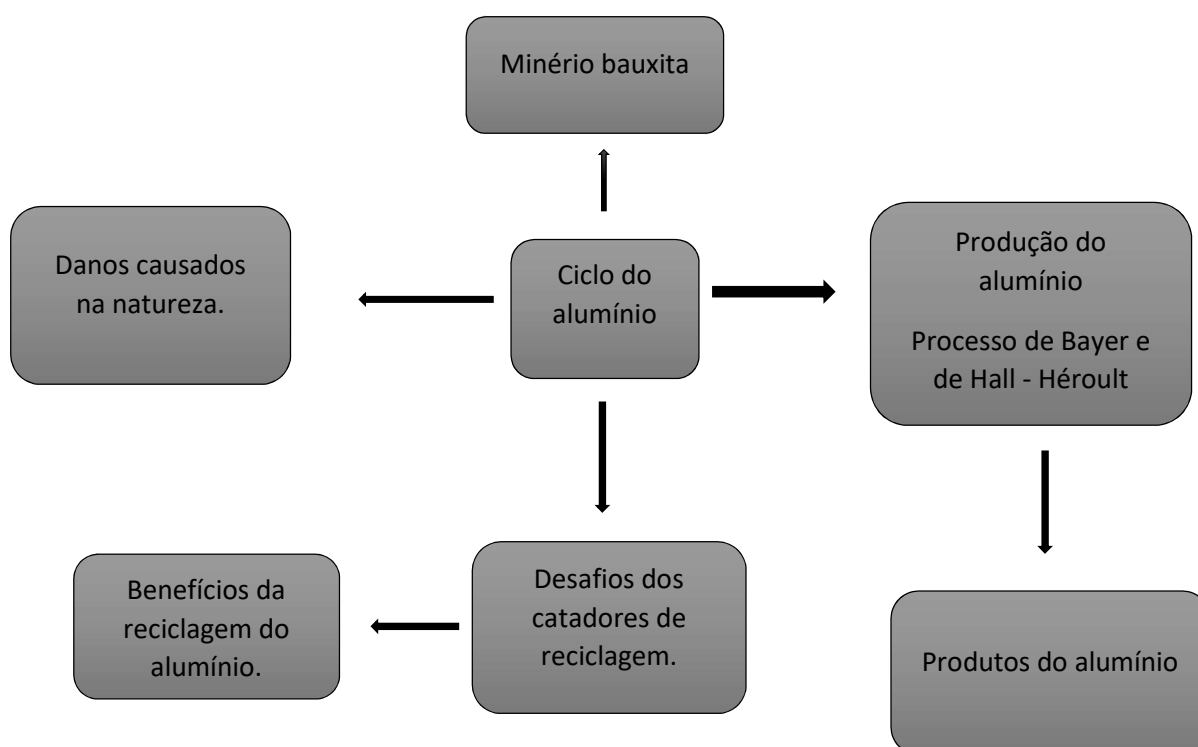 Minério bauxita
Danos causados
na natureza.
Ciclo do
alumínio
Produção do
alumínio
Processo de Bayer e
de Hall - Héroult
Benefícios da
reciclagem do
alumínio.
Desafios dos
catadores de
reciclagem.
Produtos do alumínio